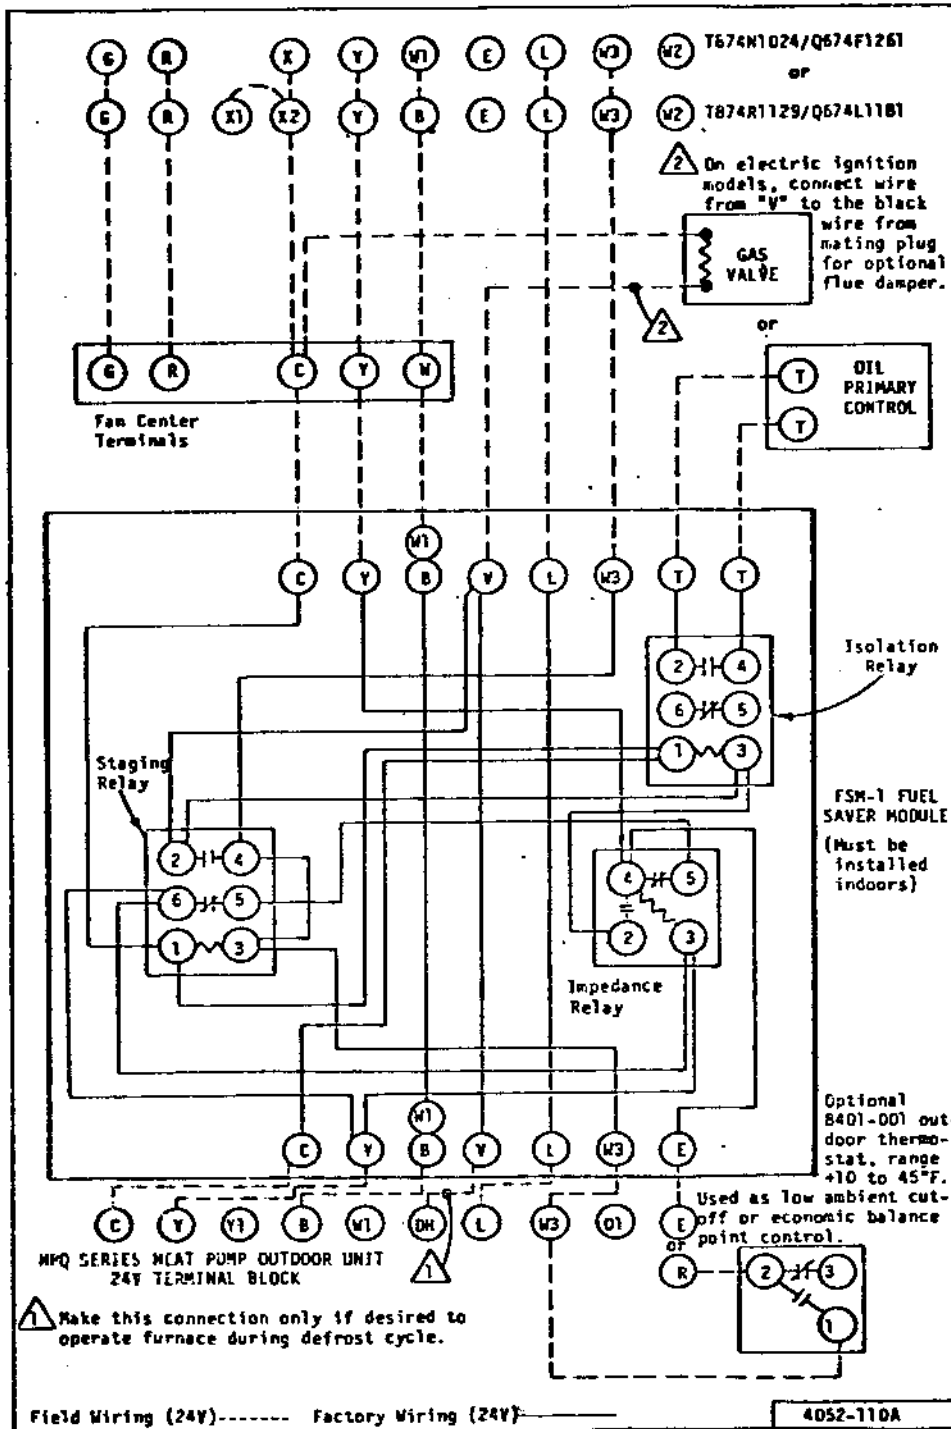 G R X Y W1 E L W3 W2 T674N1024/Q674F1261
or
G R X1 X2 Y B E L W3 W2 T874R1129/Q674L1181
2 On electric ignition
models, connect wire
from "V" to the black
wire from
mating plug
for optional
flue damper.
GAS
VALVE
2
or
G R C Y W
Fan Center
Terminals
T
T
OIL
PRIMARY
CONTROL
W1
C Y B V L W3 T T
2 4
6 5
1 3
Isolation
Relay
Staging
Relay
FSM-1 FUEL
SAVER MODULE
(Must be
installed
indoors)
2 4
6 5
1 3
4 5
2 3
Impedance
Relay
W1
C Y B V L W3 E
Optional
8401-001 out
door thermo-
stat, range
+10 to 45°F.
Used as low ambient cut-
off or economic balance
point control.
C Y Y1 B W1 DH L W3 O1 E
or
R
2 3
1
MPQ SERIES HEAT PUMP OUTDOOR UNIT
24V TERMINAL BLOCK
1
1 Make this connection only if desired to
operate furnace during defrost cycle.
Field Wiring (24V)------- Factory Wiring (24V)
4052-110A